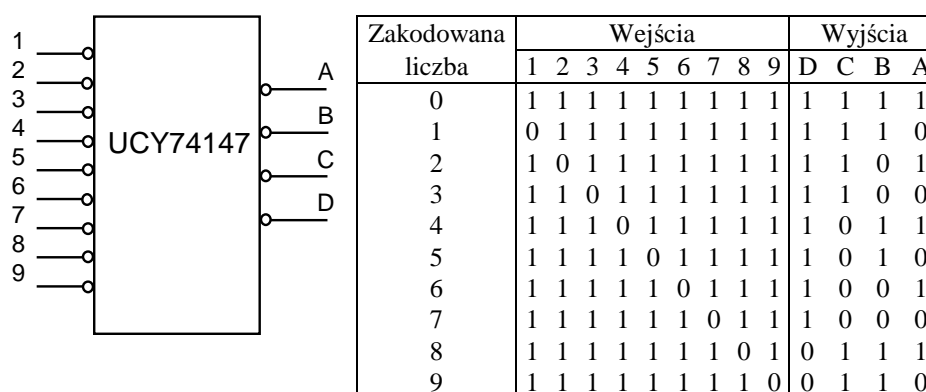 1
2
3
4
5
6
7
8
9
UCY74147
A
B
C
D
Zakodowana liczba Wejścia Wyjścia
1 2 3 4 5 6 7 8 9 D C B A
0 1 1 1 1 1 1 1 1 1 1 1 1 1
1 0 1 1 1 1 1 1 1 1 1 1 1 0
2 1 0 1 1 1 1 1 1 1 1 1 0 1
3 1 1 0 1 1 1 1 1 1 1 1 0 0
4 1 1 1 0 1 1 1 1 1 1 0 1 1
5 1 1 1 1 0 1 1 1 1 1 0 1 0
6 1 1 1 1 1 0 1 1 1 1 0 0 1
7 1 1 1 1 1 1 0 1 1 1 0 0 0
8 1 1 1 1 1 1 1 0 1 0 1 1 1
9 1 1 1 1 1 1 1 1 0 0 1 1 0